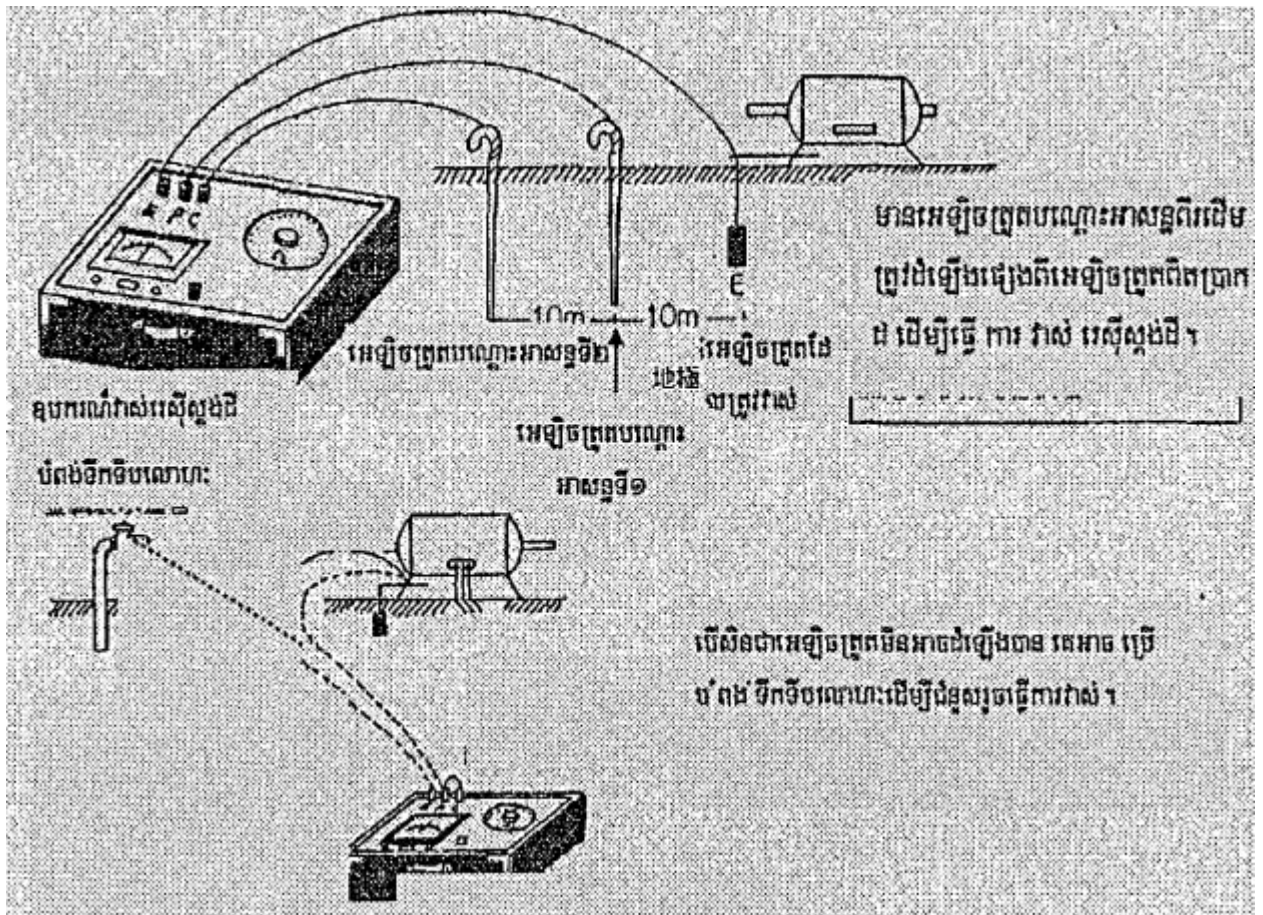 E P C
E
10m 10m
មានអេឡិចត្រូតបណ្តោះអាសន្នពីរដើម
ត្រូវដំឡើងផ្សេងពីអេឡិចត្រូតពិតប្រាក
ដ ដើម្បីធ្វើ ការ វាស់ រេស៊ីស្តង់ដី។
អេឡិចត្រូតបណ្តោះអាសន្នទី២
អេឡិចត្រូតដែ
លត្រូវវាស់
ឧបករណ៍វាស់រេស៊ីស្តង់ដី
អេឡិចត្រូតបណ្តោះ
អាសន្នទី១
បំពង់ទឹកទីបលោហៈ
បើសិនជាអេឡិចត្រូតមិនអាចដំឡើងបាន គេអាច ប្រើ
បំពង់ ទឹកទីបលោហៈដើម្បីជំនួសរួចធ្វើការវាស់។